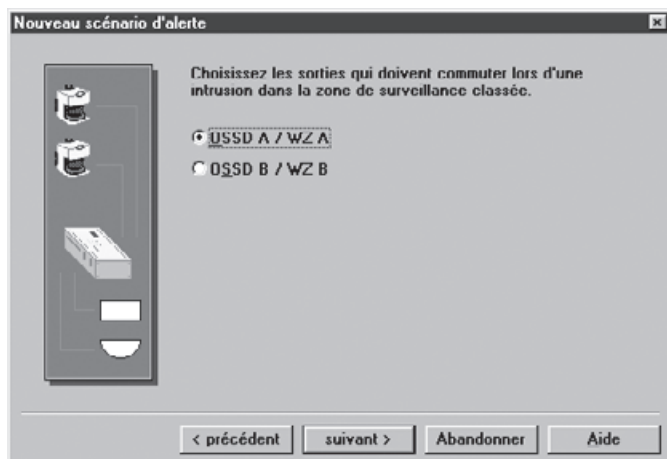 Nouveau scénario d'alerte
Choisissez les sorties qui doivent commuter lors d'une
intrusion dans la zone de surveillance classée.
OSSD A / WZ A
OSSD B / WZ B
< précédent
suivant >
Abandonner
Aide